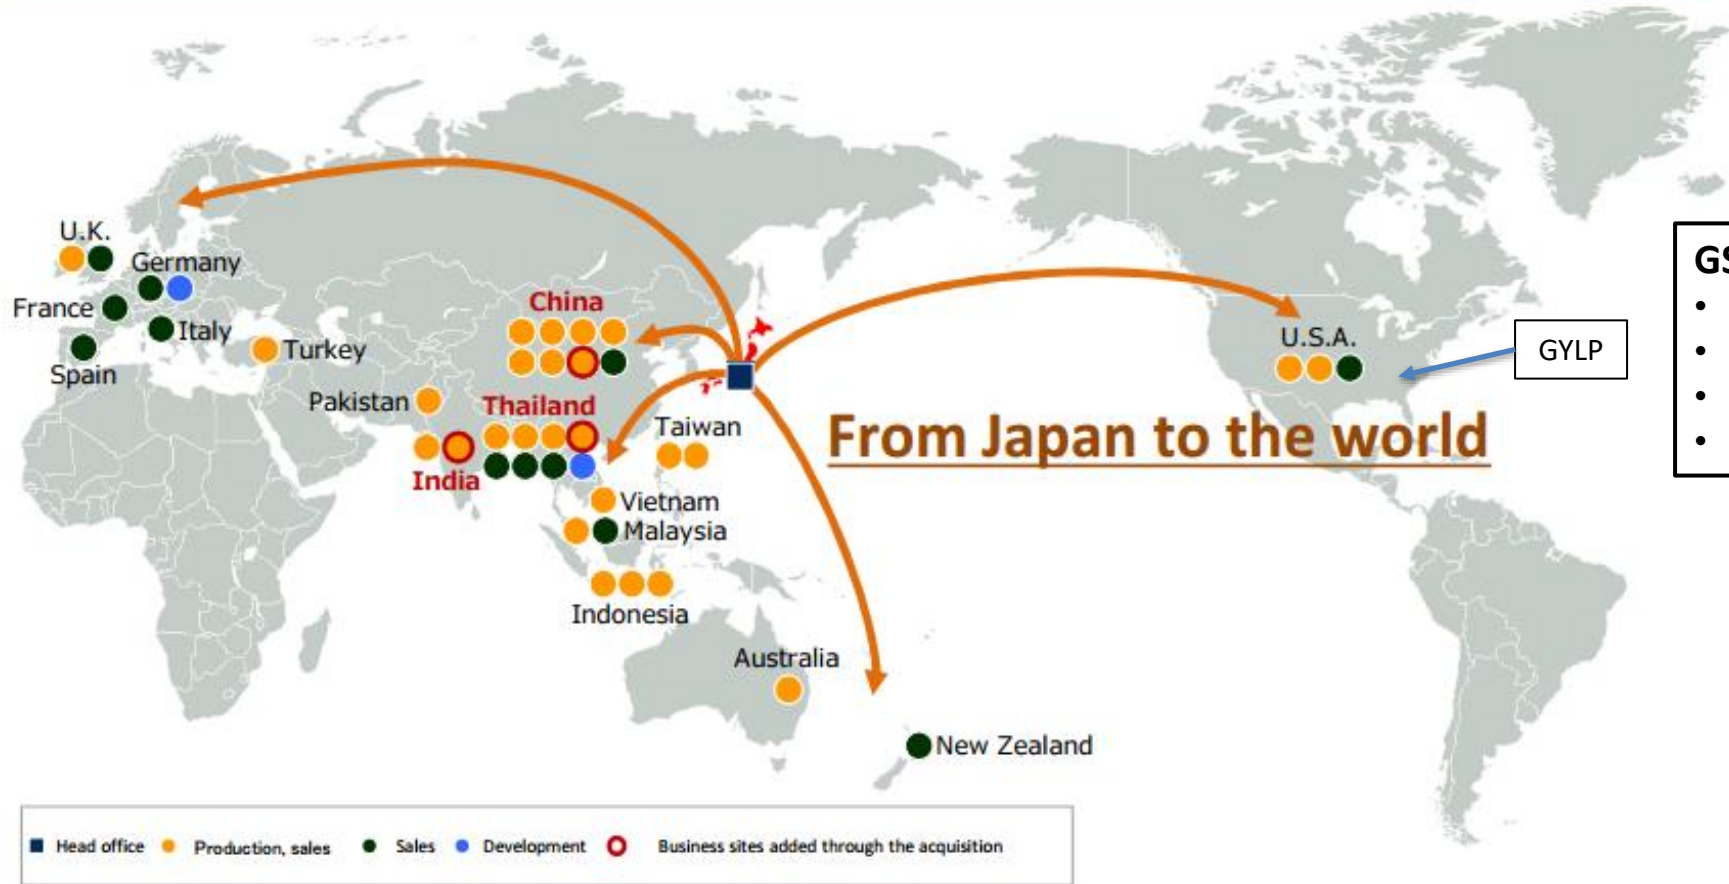 U.K.
Germany
France
Italy
Spain
Turkey
China
Pakistan
Thailand
India
Taiwan
Vietnam
Malaysia
Indonesia
Australia
New Zealand
U.S.A.
GYLP
From Japan to the world
•
•
•
•
Head office Production, sales Sales Development Business sites added through the acquisition